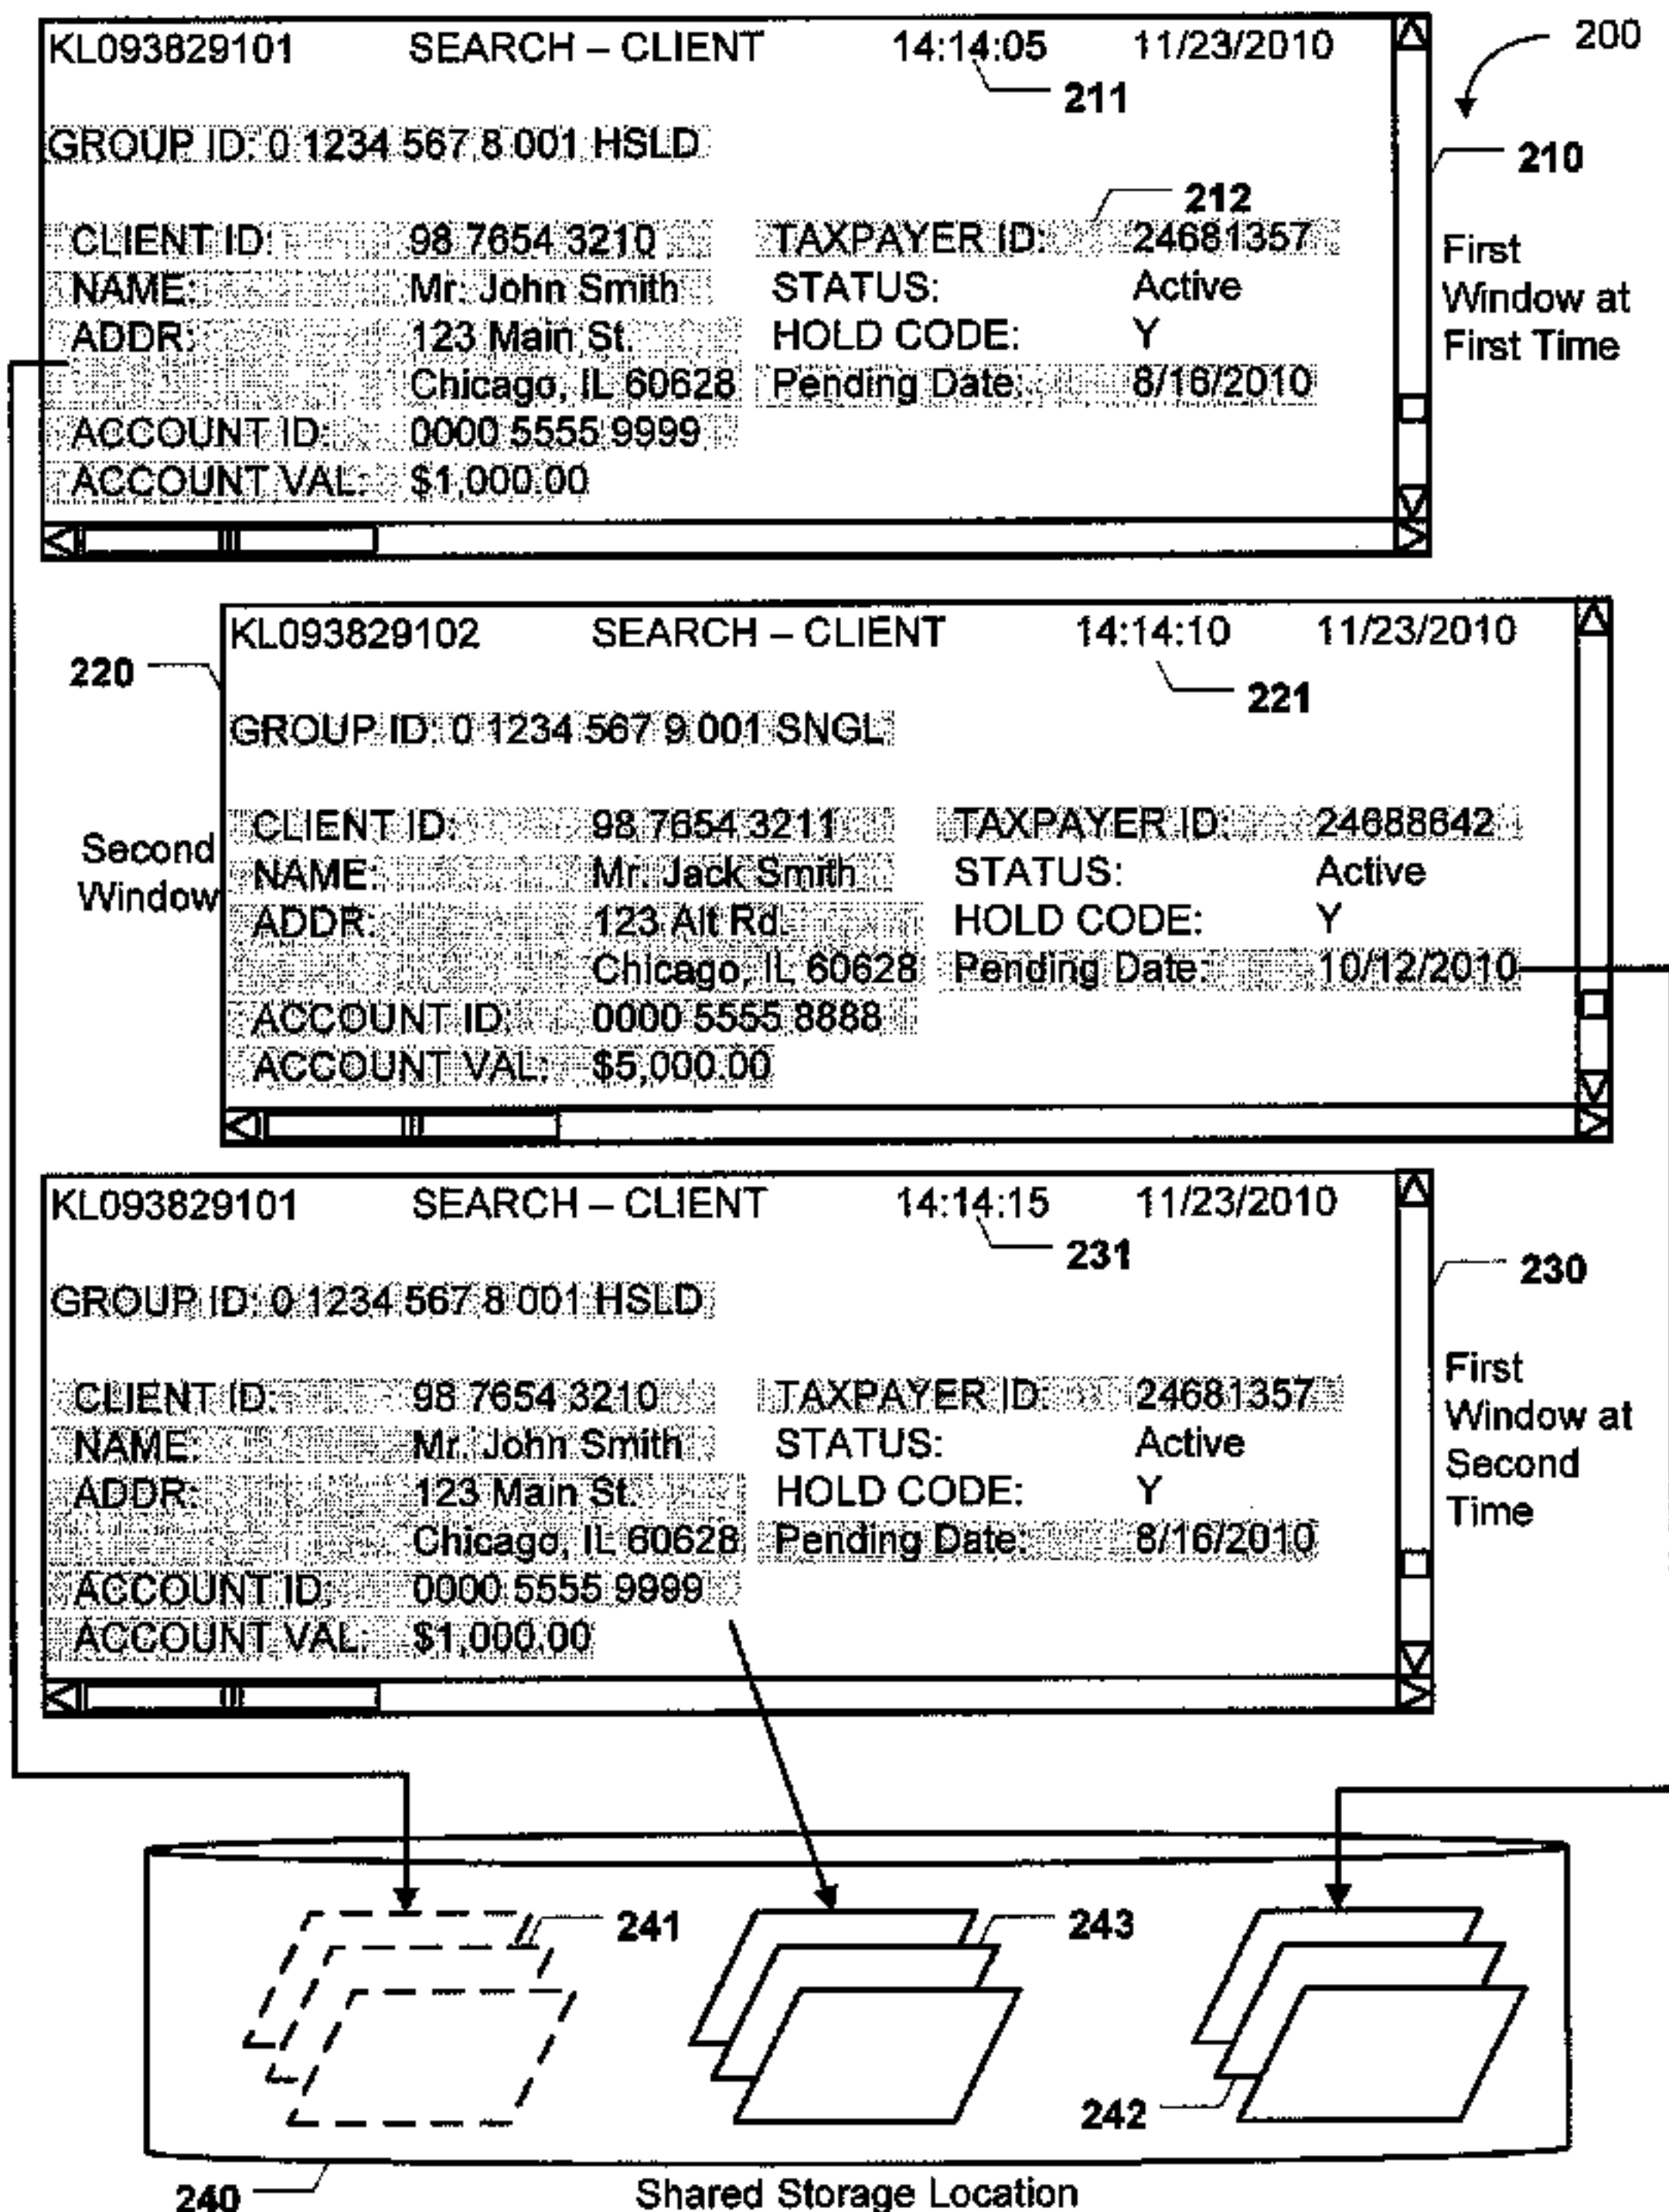 KL093829101 SEARCH – CLIENT 14:14:05 11/23/2010
200
211
GROUP ID: 0 1234 567 8 001 HSLD
210
212
CLIENT ID: 98 7654 3210 TAXPAYER ID: 24681357
NAME: Mr. John Smith STATUS: Active
ADDR: 123 Main St. HOLD CODE: Y
Chicago, IL 60628 Pending Date: 8/16/2010
ACCOUNT ID: 0000 5555 9999
ACCOUNT VAL: $1,000.00
First
Window at
First Time
KL093829102 SEARCH – CLIENT 14:14:10 11/23/2010
220
221
GROUP ID: 0 1234 567 9 001 SNGL
Second
Window
CLIENT ID: 98 7654 3211 TAXPAYER ID: 24688642
NAME: Mr. Jack Smith STATUS: Active
ADDR: 123 Alt Rd. HOLD CODE: Y
Chicago, IL 60628 Pending Date: 10/12/2010
ACCOUNT ID: 0000 5555 8888
ACCOUNT VAL: $5,000.00
KL093829101 SEARCH – CLIENT 14:14:15 11/23/2010
231
230
GROUP ID: 0 1234 567 8 001 HSLD
CLIENT ID: 98 7654 3210 TAXPAYER ID: 24681357
NAME: Mr. John Smith STATUS: Active
ADDR: 123 Main St. HOLD CODE: Y
Chicago, IL 60628 Pending Date: 8/16/2010
ACCOUNT ID: 0000 5555 9999
ACCOUNT VAL: $1,000.00
First
Window at
Second
Time
241
243
242
240
Shared Storage Location